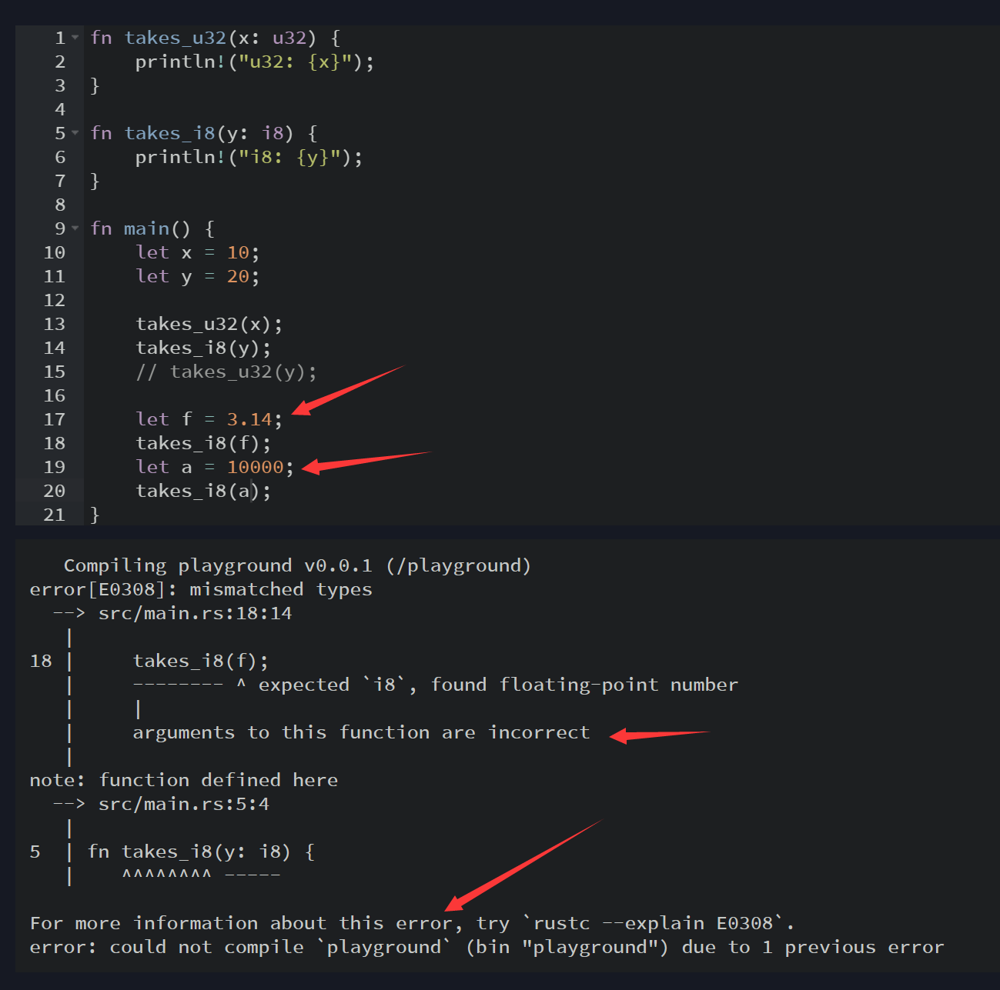 1 fn takes_u32(x: u32) {
2     println!("u32: {x}");
3 }
4
5 fn takes_i8(y: i8) {
6     println!("i8: {y}");
7 }
8
9 fn main() {
10     let x = 10;
11     let y = 20;
12
13     takes_u32(x);
14     takes_i8(y);
15     // takes_u32(y);
16
17     let f = 3.14;
18     takes_i8(f);
19     let a = 10000;
20     takes_i8(a);
21 }
   Compiling playground v0.0.1 (/playground)
error[E0308]: mismatched types
  --> src/main.rs:18:14
   |
18 |     takes_i8(f);
   |     -------- ^ expected `i8`, found floating-point number
   |     |
   |     arguments to this function are incorrect
   |
note: function defined here
  --> src/main.rs:5:4
   |
5  | fn takes_i8(y: i8) {
   |    ^^^^^^^^ -----

For more information about this error, try `rustc --explain E0308`.
error: could not compile `playground` (bin "playground") due to 1 previous error